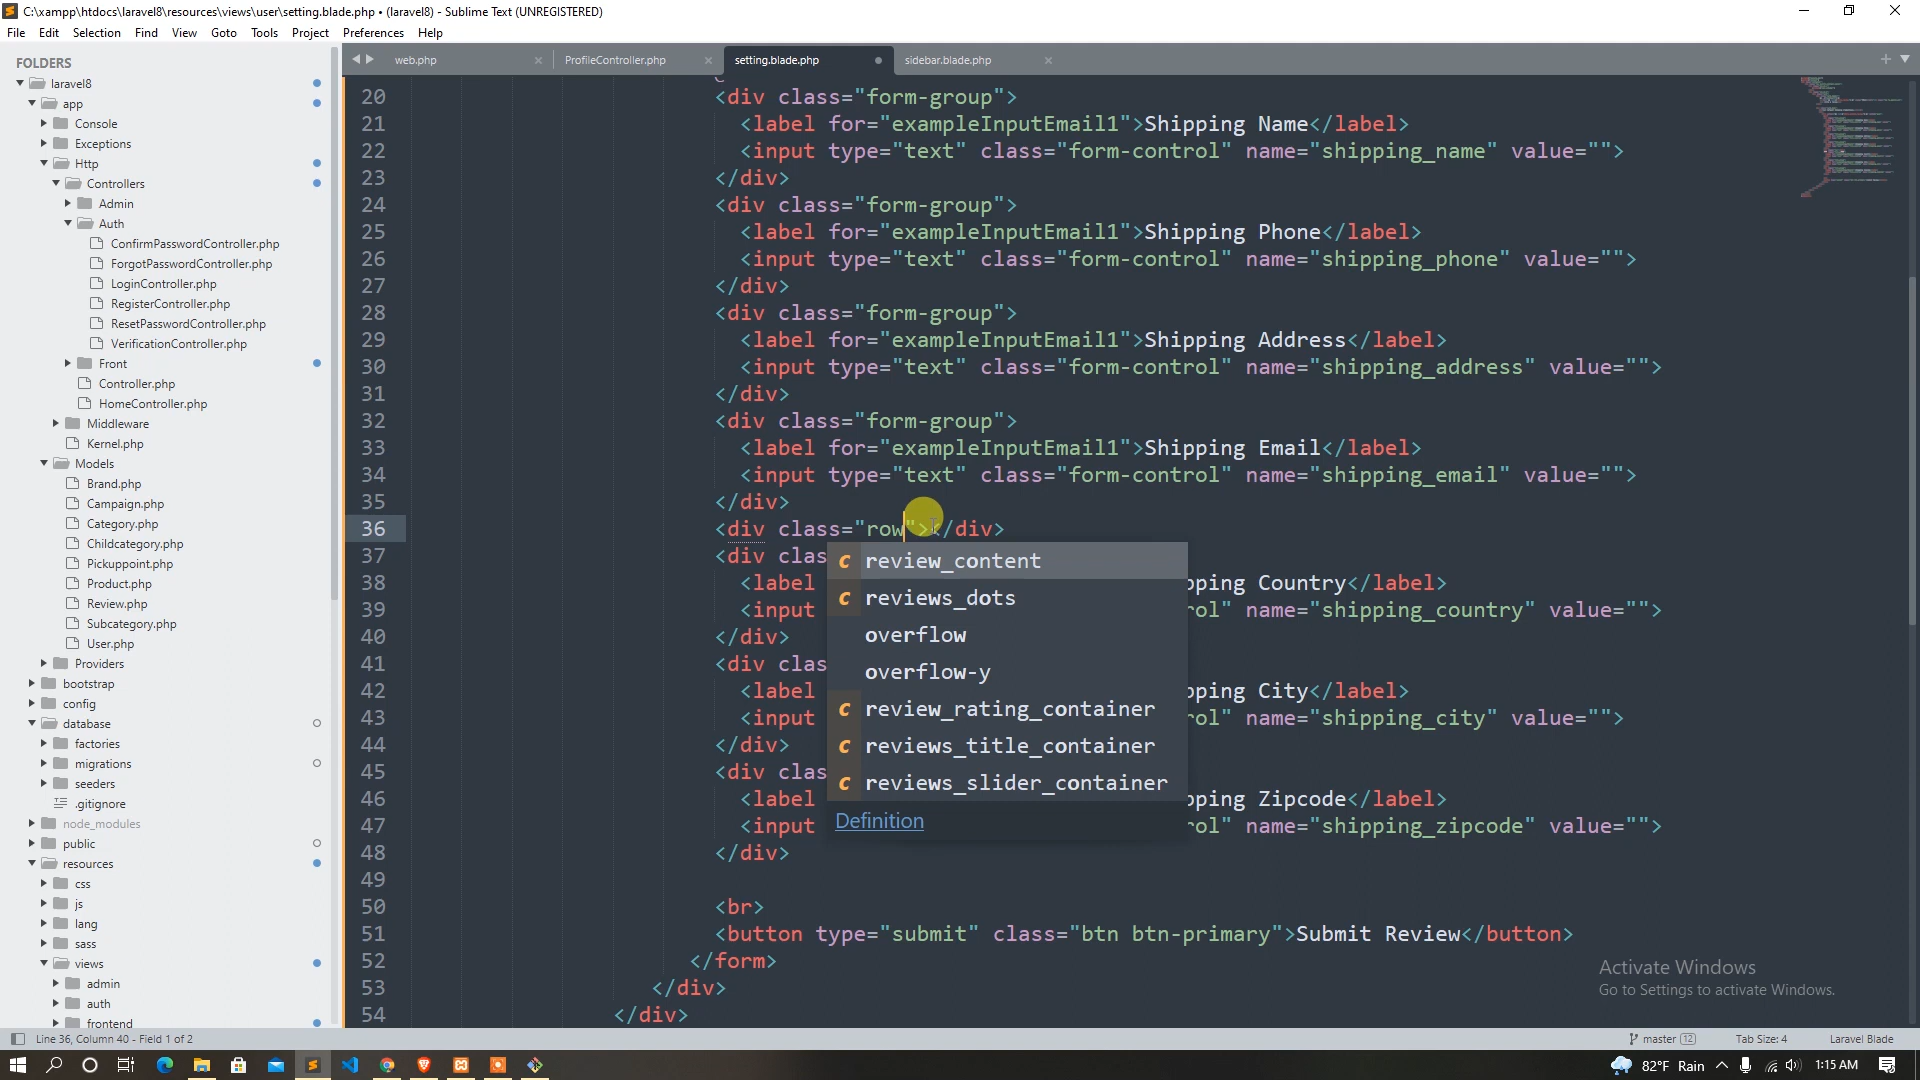 C:\xampp\htdocs\laravel8\resources\views\user\setting.blade.php • (laravel8) - Sublime Text (UNREGISTERED)
File Edit Selection Find View Goto Tools Project Preferences Help
FOLDERS
laravel8
app
Console
Exceptions
Http
Controllers
Admin
Auth
ConfirmPasswordController.php
ForgotPasswordController.php
LoginController.php
RegisterController.php
ResetPasswordController.php
VerificationController.php
Front
Controller.php
HomeController.php
Middleware
Kernel.php
Models
Brand.php
Campaign.php
Category.php
Childcategory.php
Pickuppoint.php
Product.php
Review.php
Subcategory.php
User.php
Providers
bootstrap
config
database
factories
migrations
seeders
.gitignore
node_modules
public
resources
css
js
lang
sass
views
admin
auth
frontend
web.php ProfileController.php setting.blade.php sidebar.blade.php
20 <div class="form-group">
21 <label for="exampleInputEmail1">Shipping Name</label>
22 <input type="text" class="form-control" name="shipping_name" value="">
23 </div>
24 <div class="form-group">
25 <label for="exampleInputEmail1">Shipping Phone</label>
26 <input type="text" class="form-control" name="shipping_phone" value="">
27 </div>
28 <div class="form-group">
29 <label for="exampleInputEmail1">Shipping Address</label>
30 <input type="text" class="form-control" name="shipping_address" value="">
31 </div>
32 <div class="form-group">
33 <label for="exampleInputEmail1">Shipping Email</label>
34 <input type="text" class="form-control" name="shipping_email" value="">
35 </div>
36 <div class="row"></div>
37 <div clas
38 <label pping Country</label>
39 <input rol" name="shipping_country" value="">
40 </div>
41 <div clas
42 <label pping City</label>
43 <input rol" name="shipping_city" value="">
44 </div>
45 <div clas
46 <label pping Zipcode</label>
47 <input rol" name="shipping_zipcode" value="">
48 </div>
49
50 <br>
51 <button type="submit" class="btn btn-primary">Submit Review</button>
52 </form>
53 </div>
54 </div>
c review_content
c reviews_dots
overflow
overflow-y
c review_rating_container
c reviews_title_container
c reviews_slider_container
Definition
Activate Windows
Go to Settings to activate Windows.
Line 36, Column 40 - Field 1 of 2 master 12 Tab Size: 4 Laravel Blade
82°F Rain 1:15 AM